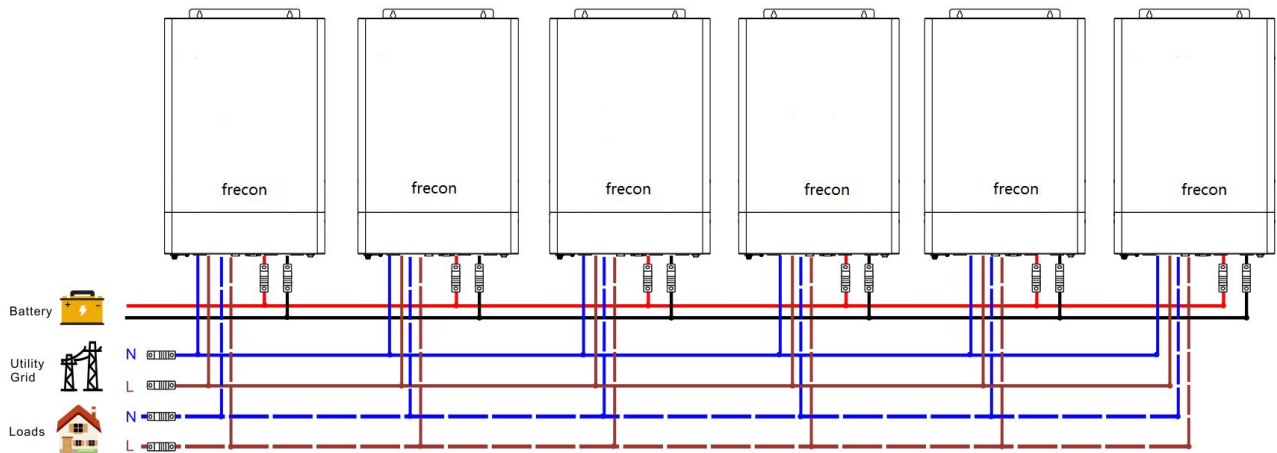 frecon
frecon
frecon
frecon
frecon
frecon
Battery
+ -
Utility
Grid
N
L
Loads
N
L